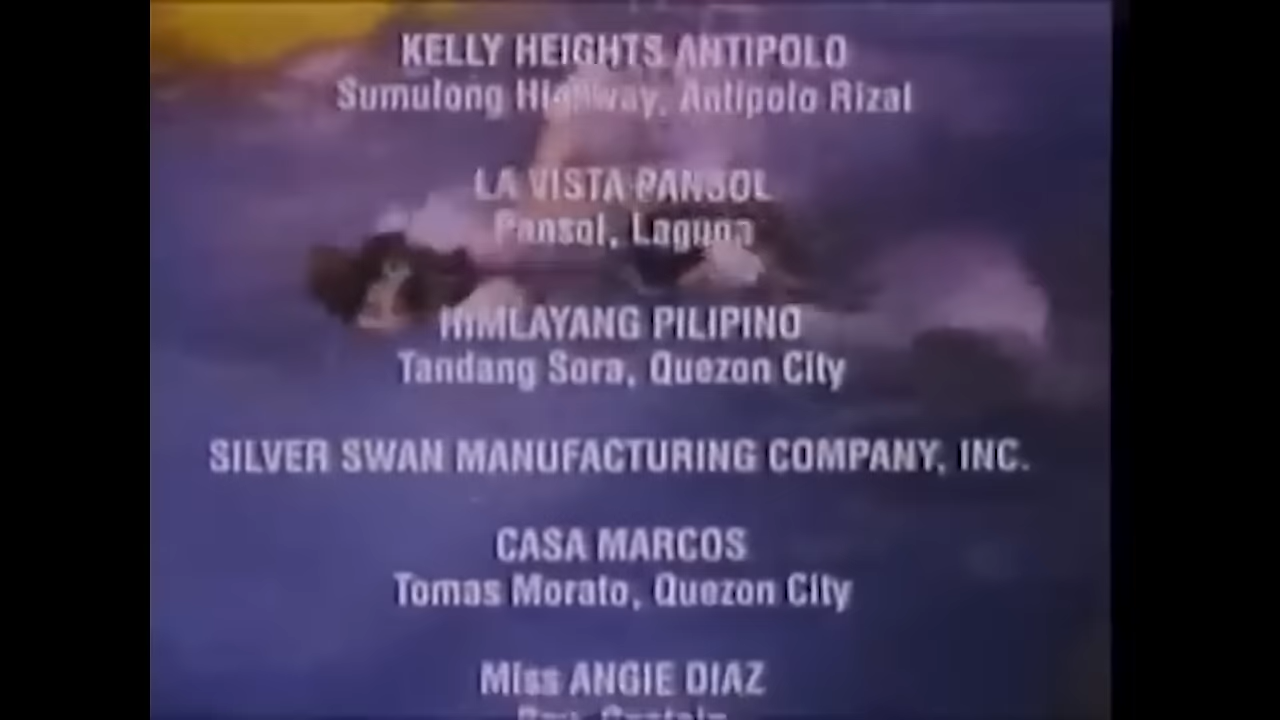 KELLY HEIGHTS ANTIPOLO
Sumulong Highway, Antipolo Rizal
LA VISTA PANSOL
Pansol, Laguna
HIMLAYANG PILIPINO
Tandang Sora, Quezon City
SILVER SWAN MANUFACTURING COMPANY, INC.
CASA MARCOS
Tomas Morato, Quezon City
Miss ANGIE DIAZ